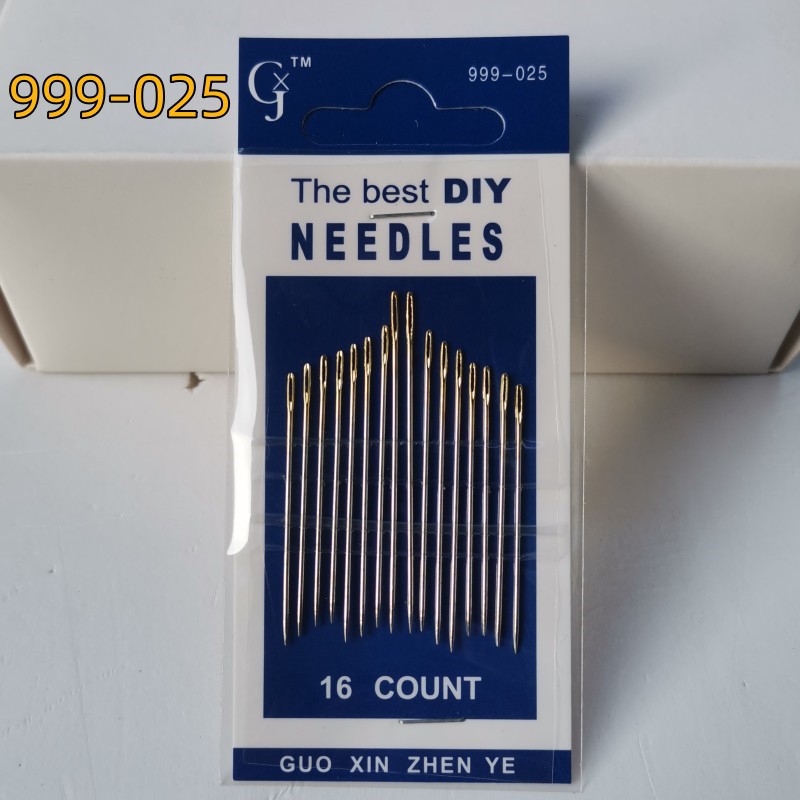 999-025
GXJ™
999-025
The best DIY
NEEDLES
16 COUNT
GUO XIN ZHEN YE